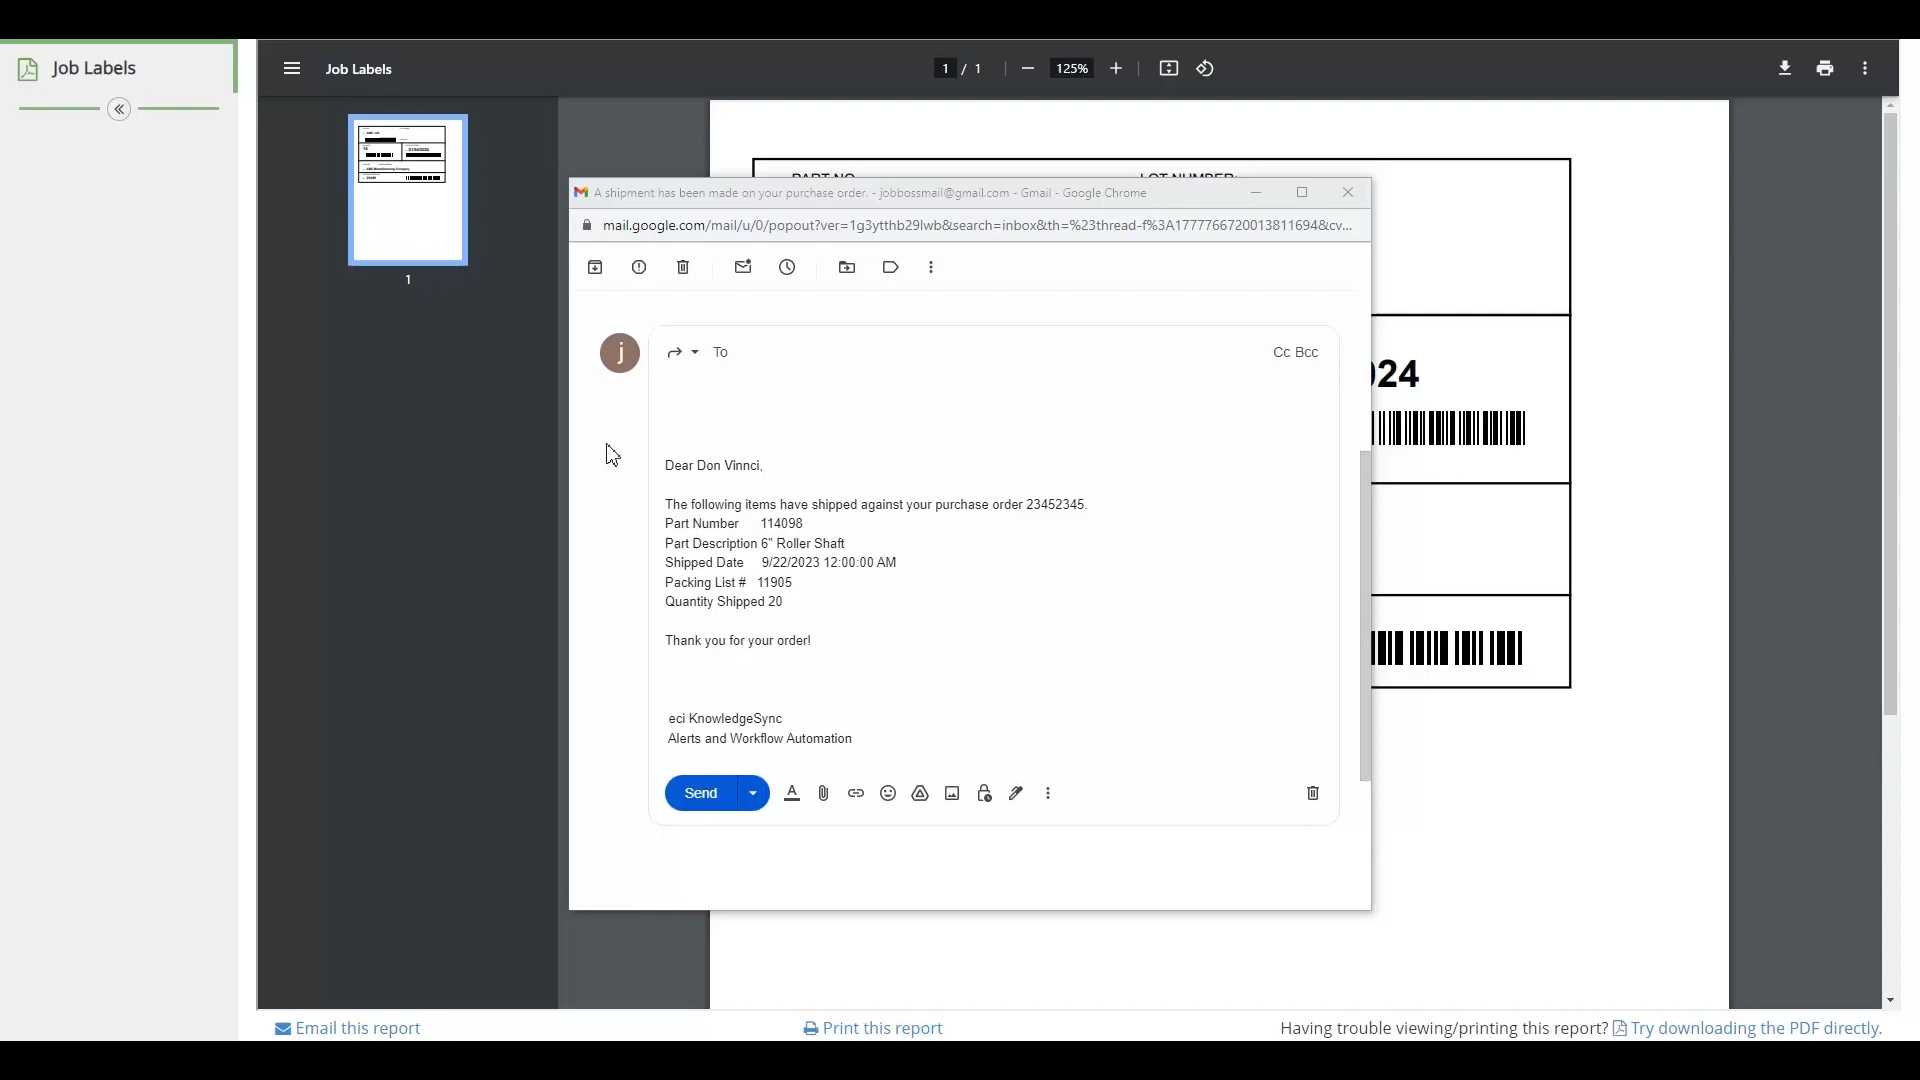 Job Labels
Job Labels
1 / 1
125%
1
A shipment has been made on your purchase order. - jobbossmail@gmail.com - Gmail - Google Chrome
mail.google.com/mail/u/0/popout?ver=1g3ytthb29lwb&search=inbox&th=%23thread-f%3A1777766720013811694&cv...
j
To
Cc Bcc
Dear Don Vinnci,
The following items have shipped against your purchase order 23452345.
Part Number 114098
Part Description 6" Roller Shaft
Shipped Date 9/22/2023 12:00:00 AM
Packing List # 11905
Quantity Shipped 20
Thank you for your order!
eci KnowledgeSync
Alerts and Workflow Automation
Send
024
Email this report
Print this report
Having trouble viewing/printing this report? Try downloading the PDF directly.